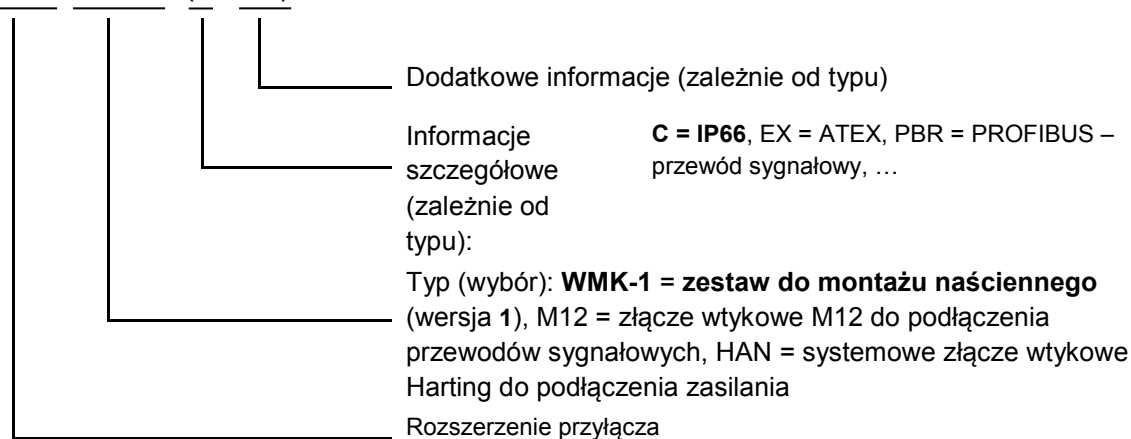 Dodatkowe informacje (zależnie od typu)
Informacje
szczegółowe
(zależnie od
typu):
C = IP66, EX = ATEX, PBR = PROFIBUS –
przewód sygnałowy, …
Typ (wybór): WMK-1 = zestaw do montażu naściennego
(wersja 1), M12 = złącze wtykowe M12 do podłączenia
przewodów sygnałowych, HAN = systemowe złącze wtykowe
Harting do podłączenia zasilania
Rozszerzenie przyłącza